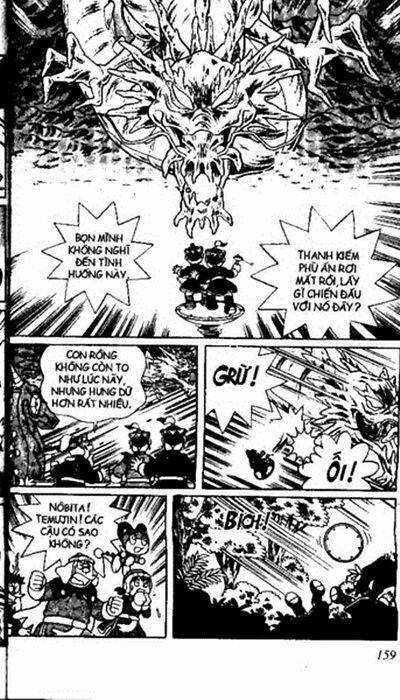 BỌN MÌNH
KHÔNG NGHĨ
ĐẾN TÌNH
HUỐNG NÀY
THANH KIẾM
PHÙ ẤN RƠI
MẤT RỒI, LẤY
GÌ CHIẾN ĐẤU
VỚI NÓ ĐÂY?
CON RỒNG
KHÔNG CÒN TO
NHƯ LÚC NÃY,
NHƯNG HUNG DỮ
HƠN RẤT NHIỀU.
GRỪ!
ỐI!
NÔBITA!
TEMUJIN! CÁC
CẬU CÓ SAO
KHÔNG?
BỊCH!
159